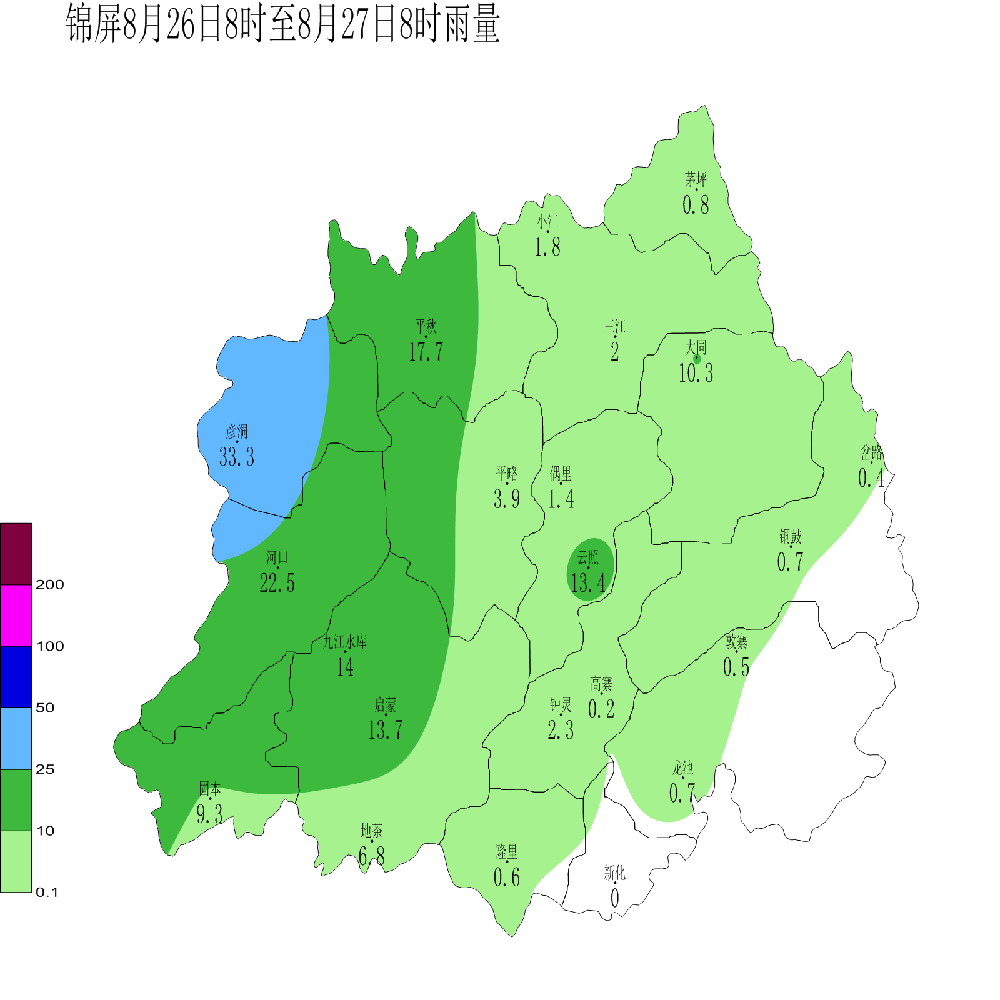 锦屏8月26日8时至8月27日8时雨量
茅坪
0.8
小江
1.8
平秋
17.7
三江
2
大同
10.3
彦洞
33.3
岔路
0.4
平略
3.9
偶里
1.4
铜鼓
0.7
河口
22.5
云照
13.4
九江水库
14
敦寨
0.5
高寨
0.2
启蒙
13.7
钟灵
2.3
龙池
0.7
固本
9.3
地茶
6.8
隆里
0.6
新化
0
200
100
50
25
10
0.1